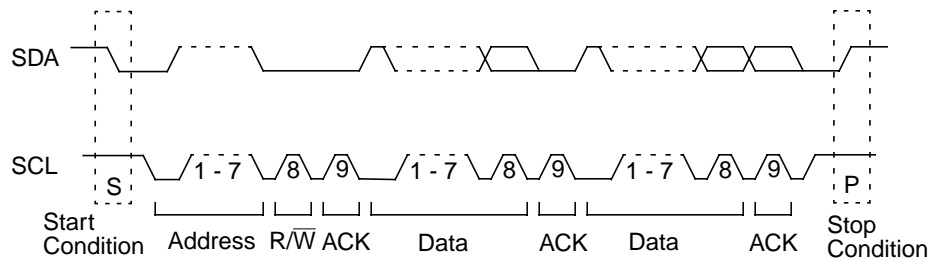 SDA
SCL
1 - 7 8 9 1 - 7 8 9 1 - 7 8 9
S P
Start Condition Address R/W̅ ACK Data ACK Data ACK Stop Condition